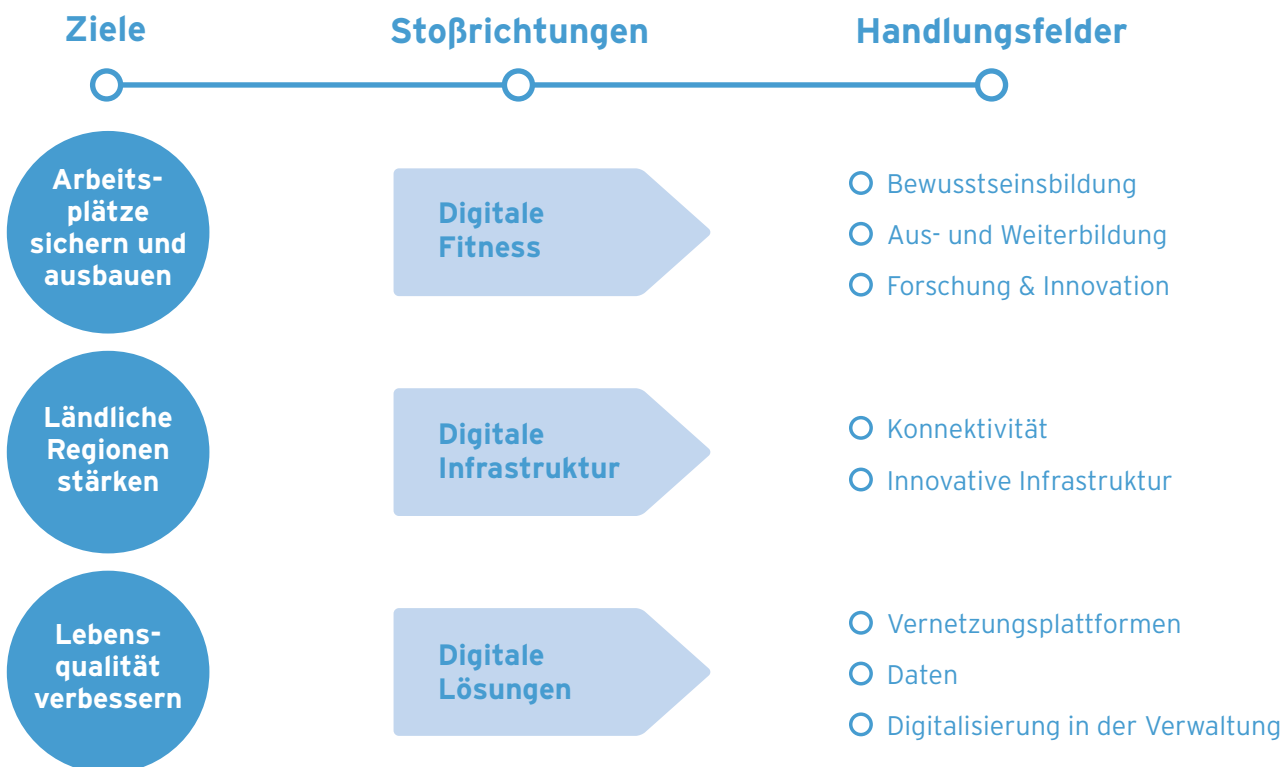 Ziele
Stoßrichtungen
Handlungsfelder
Arbeits-
plätze
sichern und
ausbauen
Digitale
Fitness
Bewusstseinsbildung
Aus- und Weiterbildung
Forschung & Innovation
Ländliche
Regionen
stärken
Digitale
Infrastruktur
Konnektivität
Innovative Infrastruktur
Lebens-
qualität
verbessern
Digitale
Lösungen
Vernetzungsplattformen
Daten
Digitalisierung in der Verwaltung